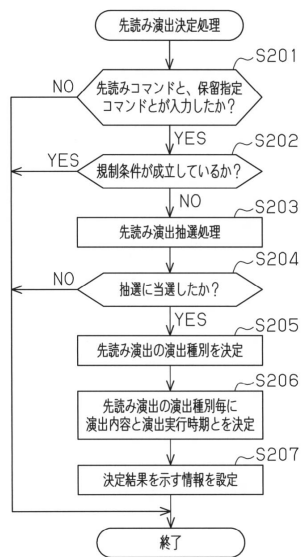 先読み演出決定処理
S201
先読みコマンドと、保留指定
コマンドとが入力したか？
NO
YES
S202
規制条件が成立しているか？
YES
NO
S203
先読み演出抽選処理
S204
抽選に当選したか？
NO
YES
S205
先読み演出の演出種別を決定
S206
先読み演出の演出種別毎に
演出内容と演出実行時期とを決定
S207
決定結果を示す情報を設定
終了